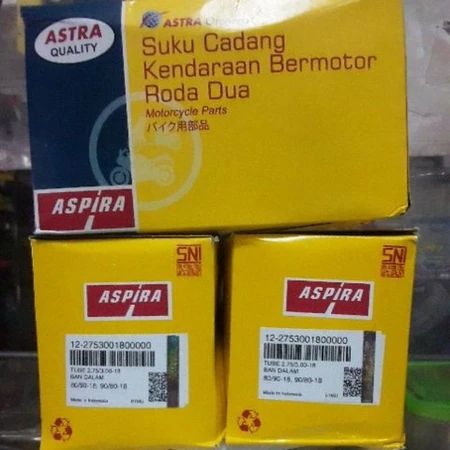 ASTRA
QUALITY
ASTRA
Suku Cadang
Kendaraan Bermotor
Roda Dua
Motorcycle Parts
バイク用部品
ASPIRA
SNI
ASPIRA
12-2753001800000
TUBE 2.75/3.00-18
BAN DALAM
80/90-18, 90/80-18
Made in Indonesia
SNI
ASPIRA
12-2753001800000
TUBE 2.75/3.00-18
BAN DALAM
80/90-18, 90/80-18
Made in Indonesia